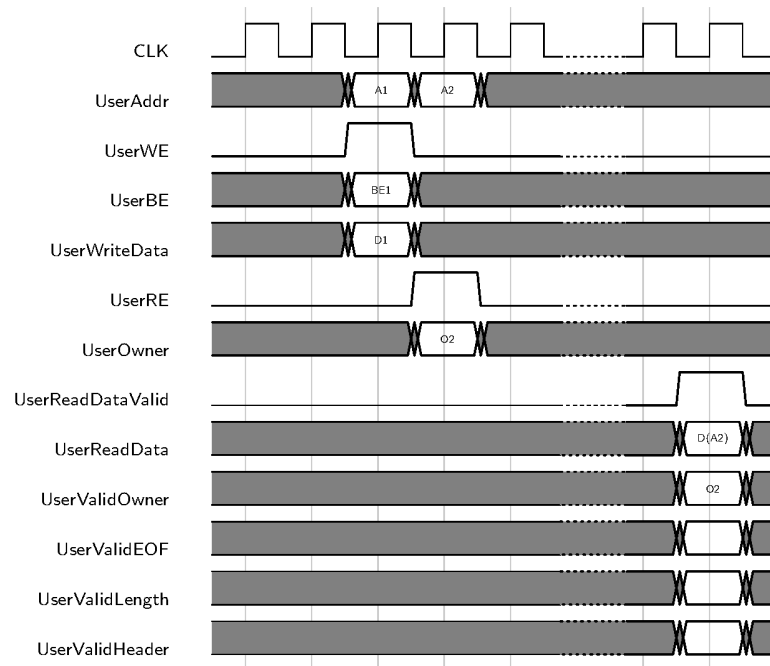 CLK
UserAddr A1 A2
UserWE
UserBE BE1
UserWriteData D1
UserRE
UserOwner O2
UserReadDataValid
UserReadData D(A2)
UserValidOwner O2
UserValidEOF
UserValidLength
UserValidHeader